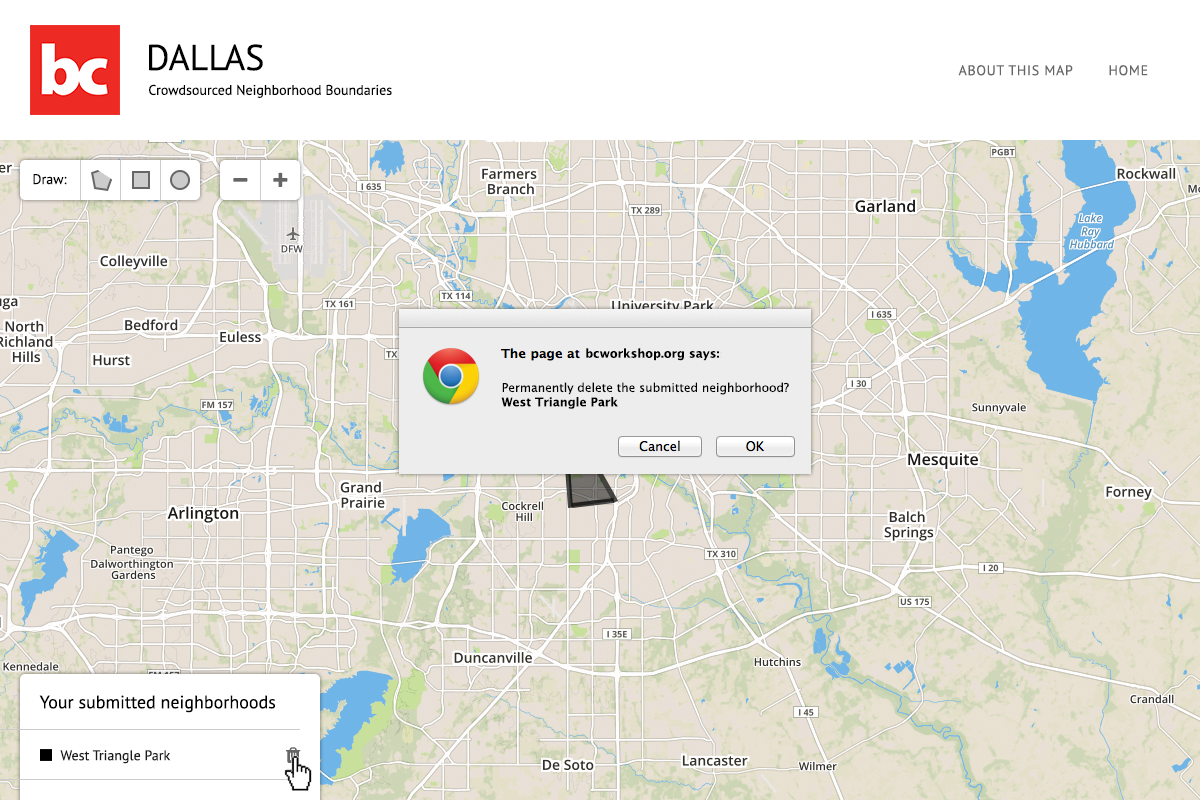 bc
DALLAS
Crowdsourced Neighborhood Boundaries
ABOUT THIS MAP
HOME
Draw:
− +
er
Farmers
Branch
I 635
TX 289
PGBT
Rockwall
Garland
Lake
Ray
Hubbard
DFW
Colleyville
TX 161
TX 114
University Park
I 635
North
Richland
Hills
Bedford
Euless
Hurst
TX
The page at bcworkshop.org says:
Permanently delete the submitted neighborhood?
West Triangle Park
Cancel
OK
I 30
FM 157
Sunnyvale
Mesquite
Forney
Grand
Prairie
Arlington
Cockrell
Hill
Balch
Springs
Pantego
Dalworthington
Gardens
TX 310
I 20
US 175
I 35E
Duncanville
Hutchins
Kennedale
FM 157
Your submitted neighborhoods
West Triangle Park
Crandall
I 45
De Soto
Lancaster
Wilmer